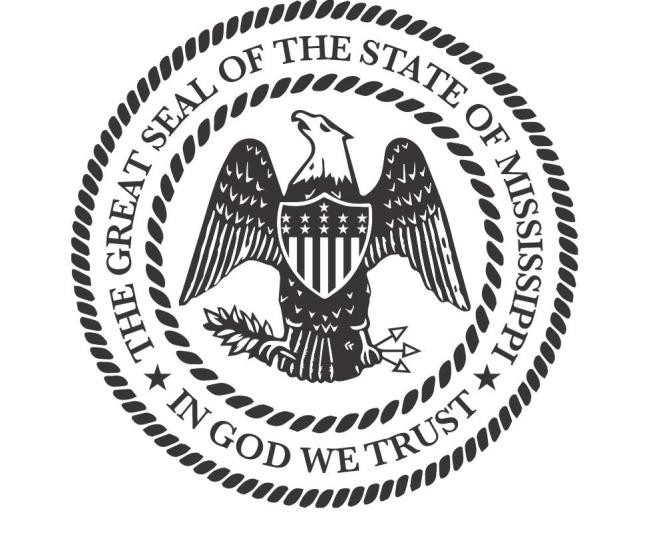 THE GREAT SEAL OF THE STATE OF MISSISSIPPI
IN GOD WE TRUST